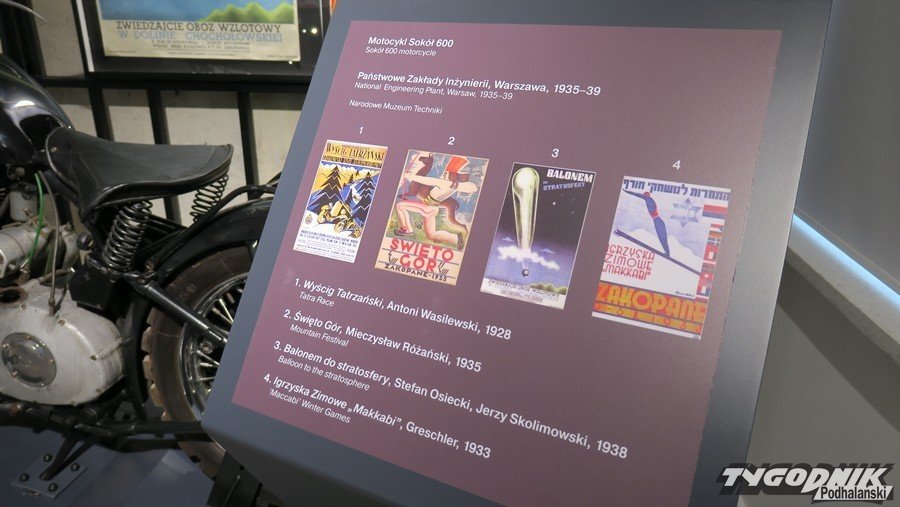 ZWIEDZAJCIE OBÓZ WZLOTOWY
W DOLINIE CHOCHOŁOWSKIEJ
Motocykl Sokół 600
Sokół 600 motorcycle
Państwowe Zakłady Inżynierii, Warszawa, 1935–39
National Engineering Plant, Warsaw, 1935–39
Narodowe Muzeum Techniki
1
2
3
4
WYŚCIG TATRZAŃSKI
ŚWIĘTO
GÓR
ZAKOPANE-1935
BALONEM
DO
STRATOSFERY
IGRZYSKA
ZIMOWE
"MAKKABI"
ZAKOPANE
1. Wyścig Tatrzański, Antoni Wasilewski, 1928
Tatra Race
2. Święto Gór, Mieczysław Różański, 1935
Mountain Festival
3. Balonem do stratosfery, Stefan Osiecki, Jerzy Skolimowski, 1938
Balloon to the stratosphere
4. Igrzyska Zimowe „Makkabi", Greschler, 1933
'Maccabi' Winter Games
TYGODNIK
Podhalański